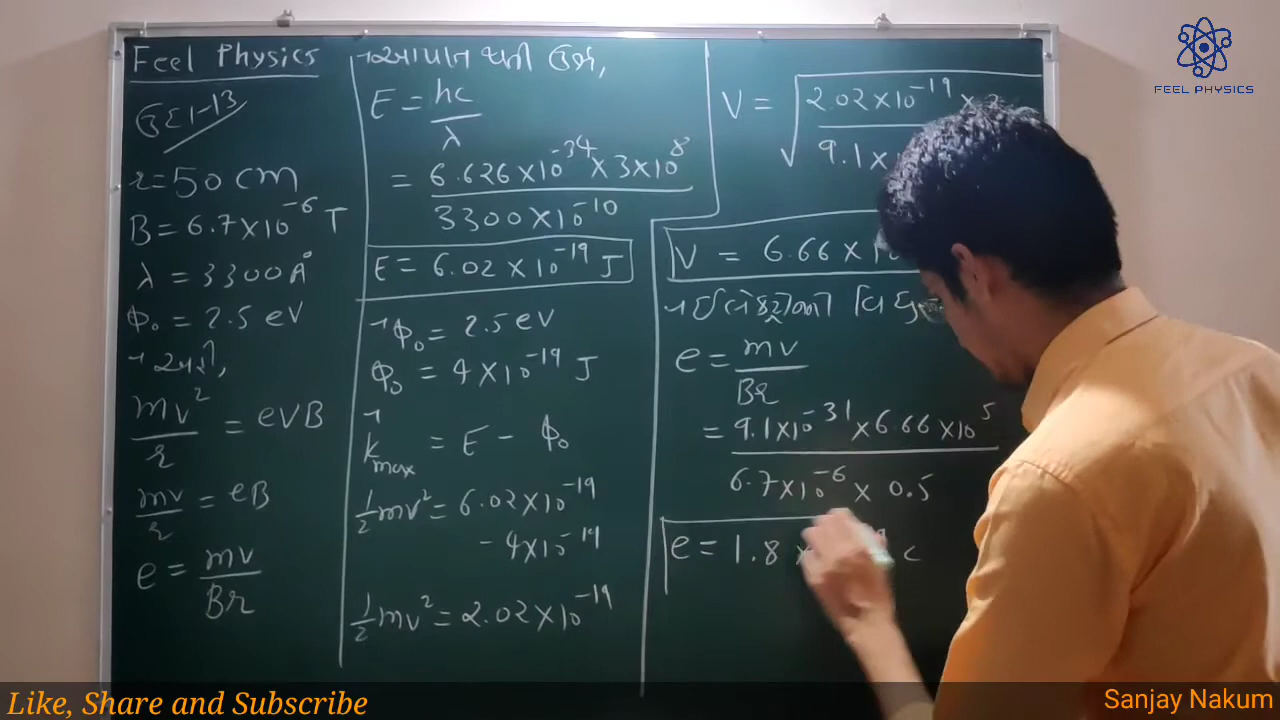 Feel Physics
ઉદા-13
r = 50 cm
B = 6.7×10⁻⁶ T
λ = 3300 Å
Φ₀ = 2.5 eV
mv²/r = evB
mv/r = eB
e = mv/Br
E = hc/λ
= 6.626×10⁻³⁴×3×10⁸ / 3300×10⁻¹⁰
E = 6.02×10⁻¹⁹ J
Φ₀ = 2.5 eV
Φ₀ = 4×10⁻¹⁹ J
kmax = E - Φ₀
½mv² = 6.02×10⁻¹⁹
- 4×10⁻¹⁹
½mv² = 2.02×10⁻¹⁹
V = √2.02×10⁻¹⁹× / 9.1×
V = 6.66×
e = mv/Br
= 9.1×10⁻³¹×6.66×10⁵ / 6.7×10⁻⁶×0.5
e = 1.8 × c
FEEL PHYSICS
Like, Share and Subscribe
Sanjay Nakum